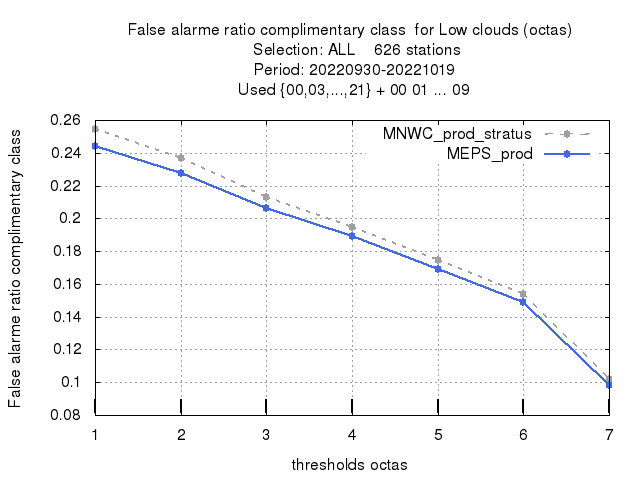 False alarme ratio complimentary class  for Low clouds (octas)
Selection: ALL    626 stations
Period: 20220930-20221019
Used {00,03,...,21} + 00 01 ... 09
MNWC_prod_stratus
MEPS_prod
False alarme ratio complimentary class
0.26
0.24
0.22
0.2
0.18
0.16
0.14
0.12
0.1
0.08
1 2 3 4 5 6 7
thresholds octas